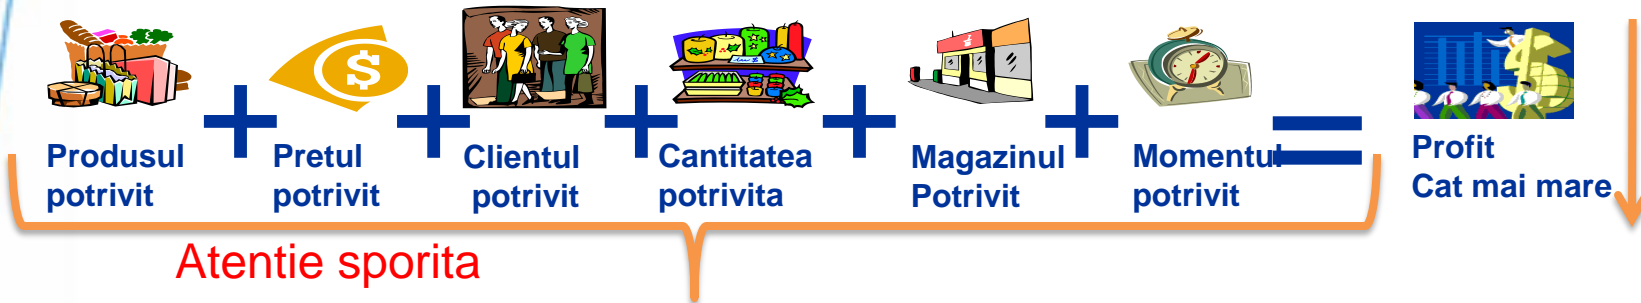 Produsul
potrivit
+
Pretul
potrivit
+
Clientul
potrivit
+
Cantitatea
potrivita
+
Magazinul
Potrivit
+
Momentul
potrivit
=
Profit
Cat mai mare
Atentie sporita